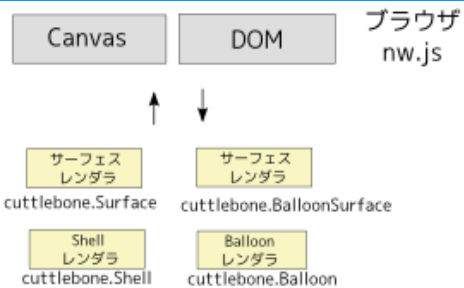 Canvas
DOM
ブラウザ
nw.js
サーフェス
レンダラ
cuttlebone.Surface
サーフェス
レンダラ
cuttlebone.BalloonSurface
Shell
レンダラ
cuttlebone.Shell
Balloon
レンダラ
cuttlebone.Balloon